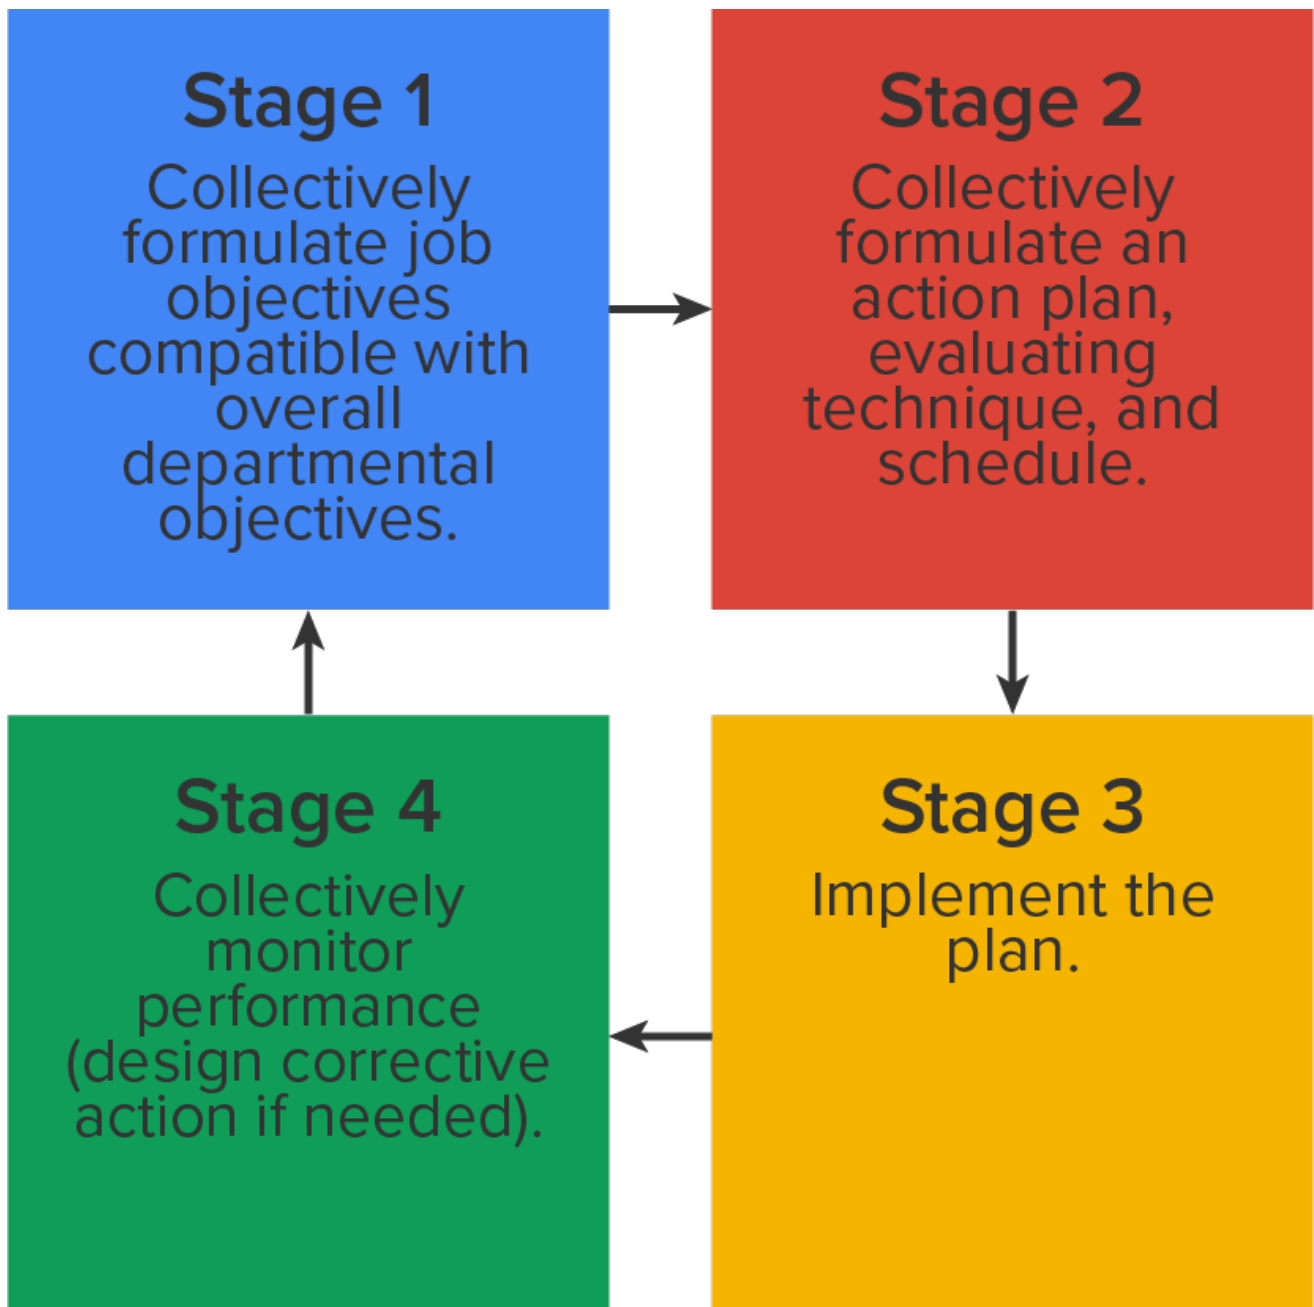 Stage 1
Collectively
formulate job
objectives
compatible with
overall
departmental
objectives.
Stage 2
Collectively
formulate an
action plan,
evaluating
technique, and
schedule.
Stage 4
Collectively
monitor
performance
(design corrective
action if needed).
Stage 3
Implement the
plan.